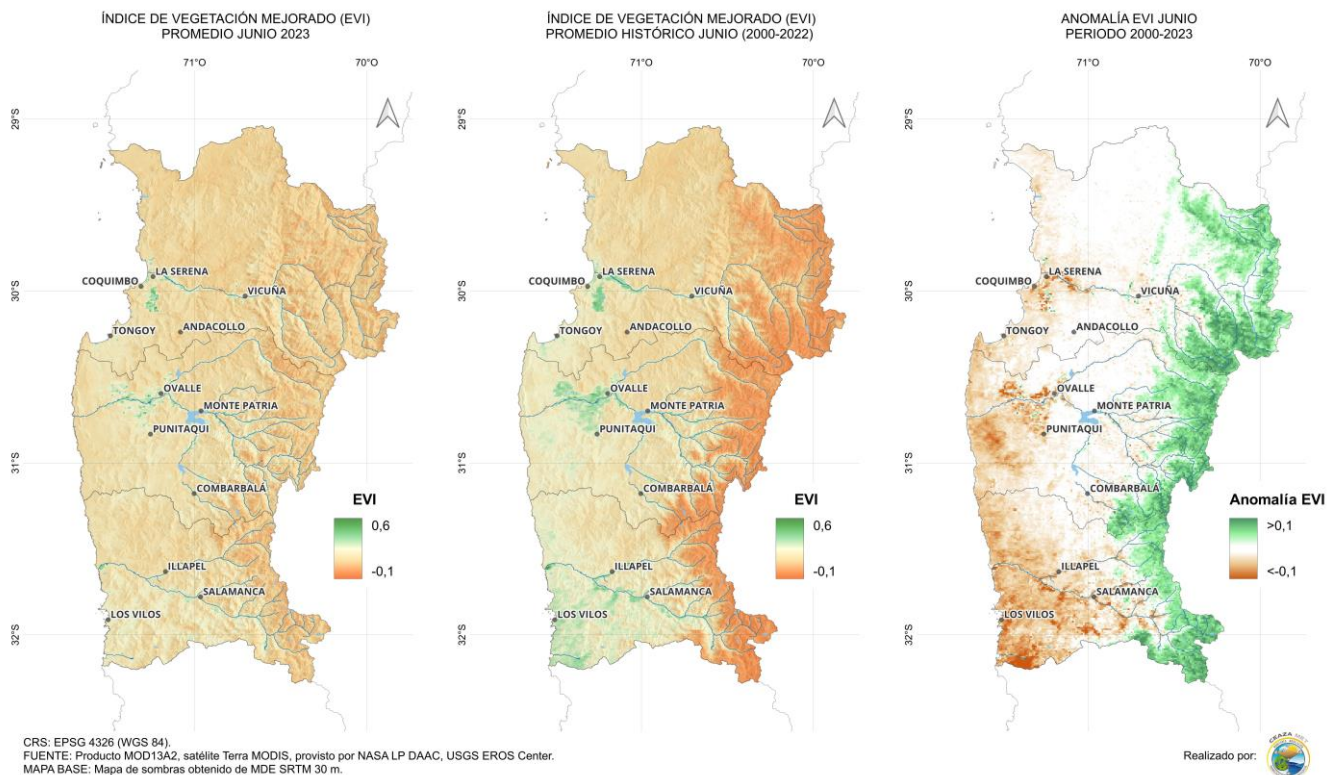 ÍNDICE DE VEGETACIÓN MEJORADO (EVI)
PROMEDIO JUNIO 2023
71°O
70°O
29°S
30°S
31°S
32°S
LA SERENA
COQUIMBO
VICUÑA
TONGOY
ANDACOLLO
OVALLE
MONTE PATRIA
PUNITAQUI
COMBARBALÁ
ILLAPEL
SALAMANCA
LOS VILOS
EVI
0,6
-0,1
ÍNDICE DE VEGETACIÓN MEJORADO (EVI)
PROMEDIO HISTÓRICO JUNIO (2000-2022)
71°O
70°O
29°S
30°S
31°S
32°S
LA SERENA
COQUIMBO
VICUÑA
TONGOY
ANDACOLLO
OVALLE
MONTE PATRIA
PUNITAQUI
COMBARBALÁ
ILLAPEL
SALAMANCA
LOS VILOS
EVI
0,6
-0,1
ANOMALÍA EVI JUNIO
PERIODO 2000-2023
71°O
70°O
29°S
30°S
31°S
32°S
LA SERENA
COQUIMBO
VICUÑA
TONGOY
ANDACOLLO
OVALLE
MONTE PATRIA
PUNITAQUI
COMBARBALÁ
ILLAPEL
SALAMANCA
LOS VILOS
Anomalía EVI
>0,1
<-0,1
CRS: EPSG 4326 (WGS 84).
FUENTE: Producto MOD13A2, satélite Terra MODIS, provisto por NASA LP DAAC, USGS EROS Center.
MAPA BASE: Mapa de sombras obtenido de MDE SRTM 30 m.
Realizado por:
CEAZA MET